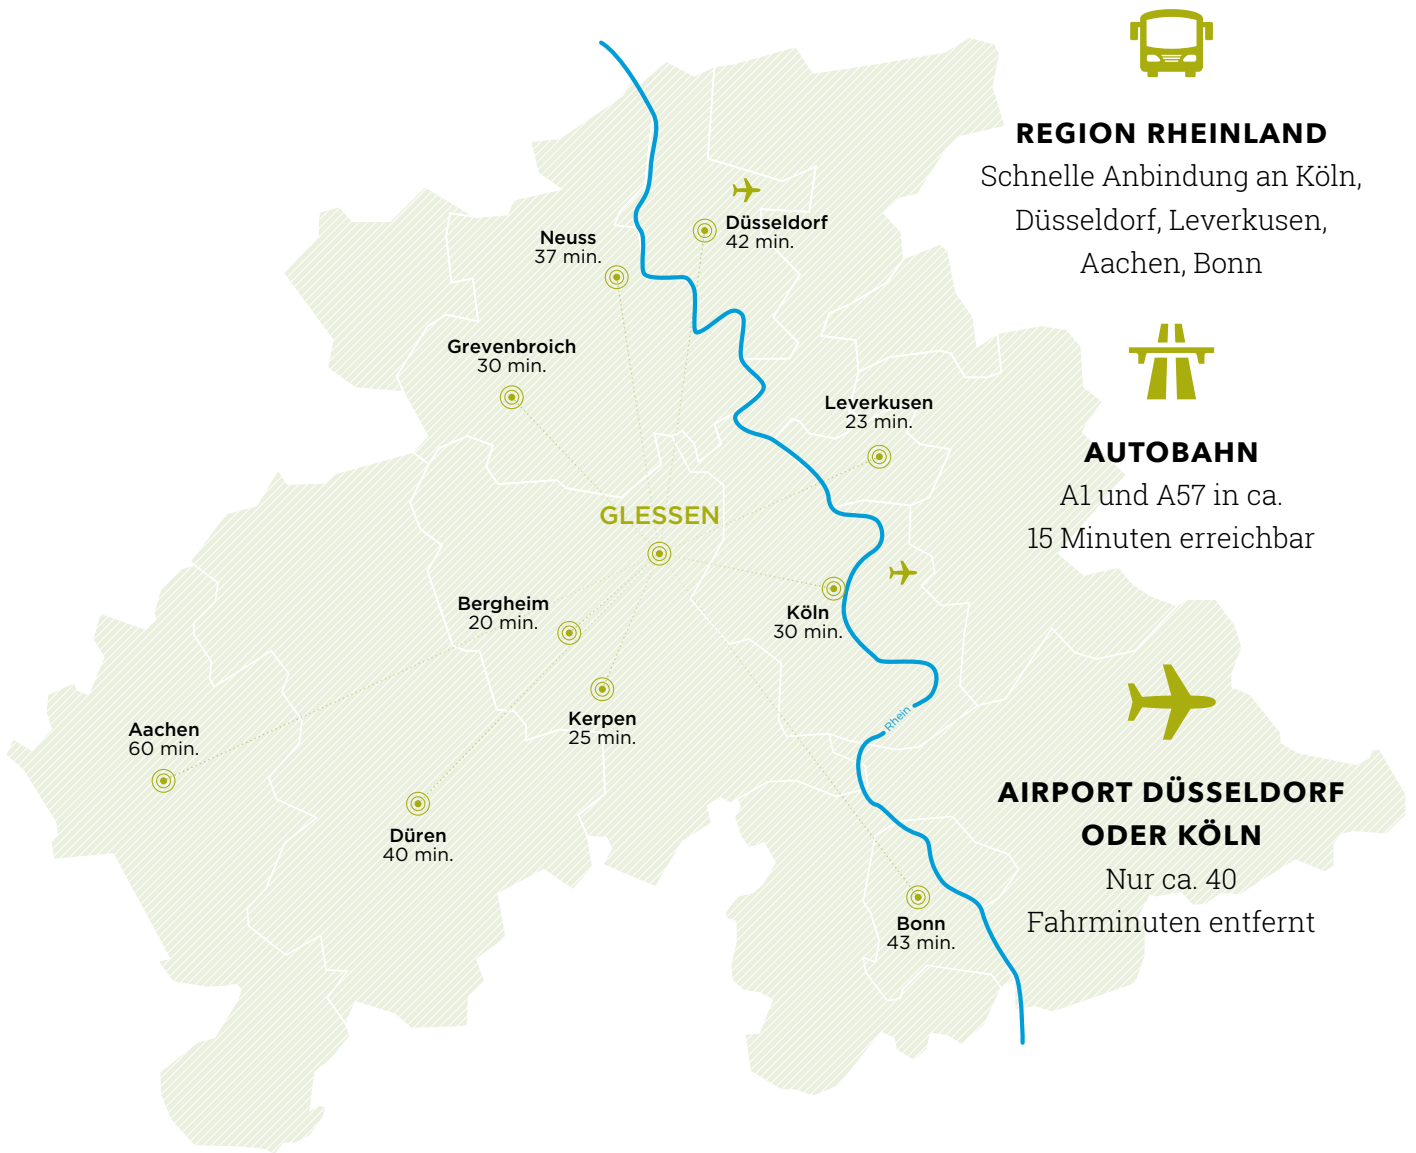 REGION RHEINLAND
Schnelle Anbindung an Köln,
Düsseldorf, Leverkusen,
Aachen, Bonn
AUTOBAHN
A1 und A57 in ca.
15 Minuten erreichbar
AIRPORT DÜSSELDORF
ODER KÖLN
Nur ca. 40
Fahrminuten entfernt
Düsseldorf
42 min.
Neuss
37 min.
Grevenbroich
30 min.
Leverkusen
23 min.
GLESSEN
Bergheim
20 min.
Köln
30 min.
Kerpen
25 min.
Rhein
Aachen
60 min.
Düren
40 min.
Bonn
43 min.